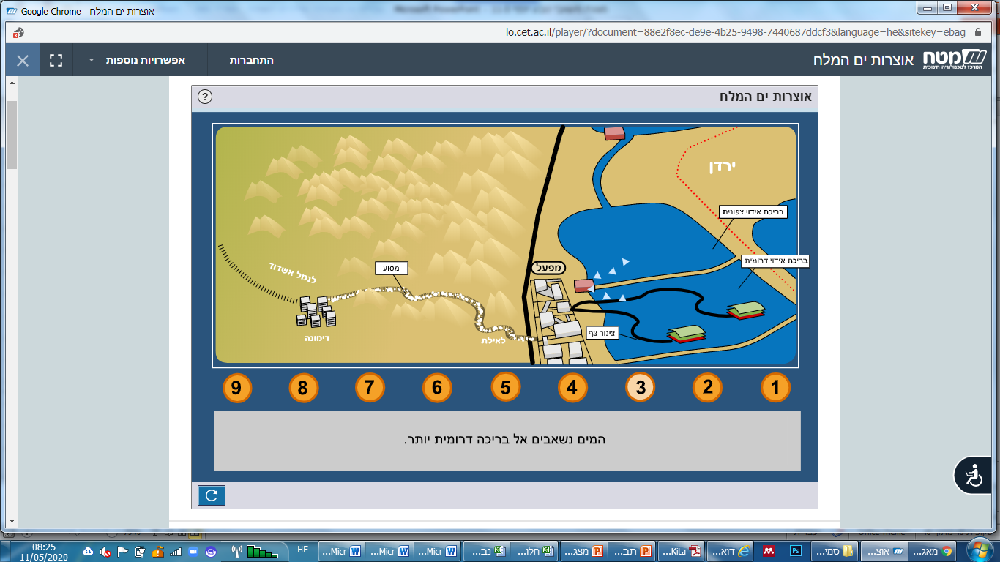 אוצרות ים המלח - Google Chrome
lo.cet.ac.il/player/?document=88e2f8ec-de9e-4b25-9498-7440687ddcf3&language=he&sitekey=ebag
מטח
המרכז לטכנולוגיה חינוכית
אוצרות ים המלח
התחברות
אפשרויות נוספות
אוצרות ים המלח
?
ירדן
בריכת אידוי צפונית
בריכת אידוי דרומית
מפעל
מסוע
לנמל אשדוד
צינור צף
לאילת
דימונה
1 2 3 4 5 6 7 8 9
המים נשאבים אל בריכה דרומית יותר.
מאג...
אוצ...
סמי...
Ps
דוא...
Kita...
תב...
מצג...
חלו...
נב...
Micr...
Micr...
Micr...
HE
08:25
11/05/2020